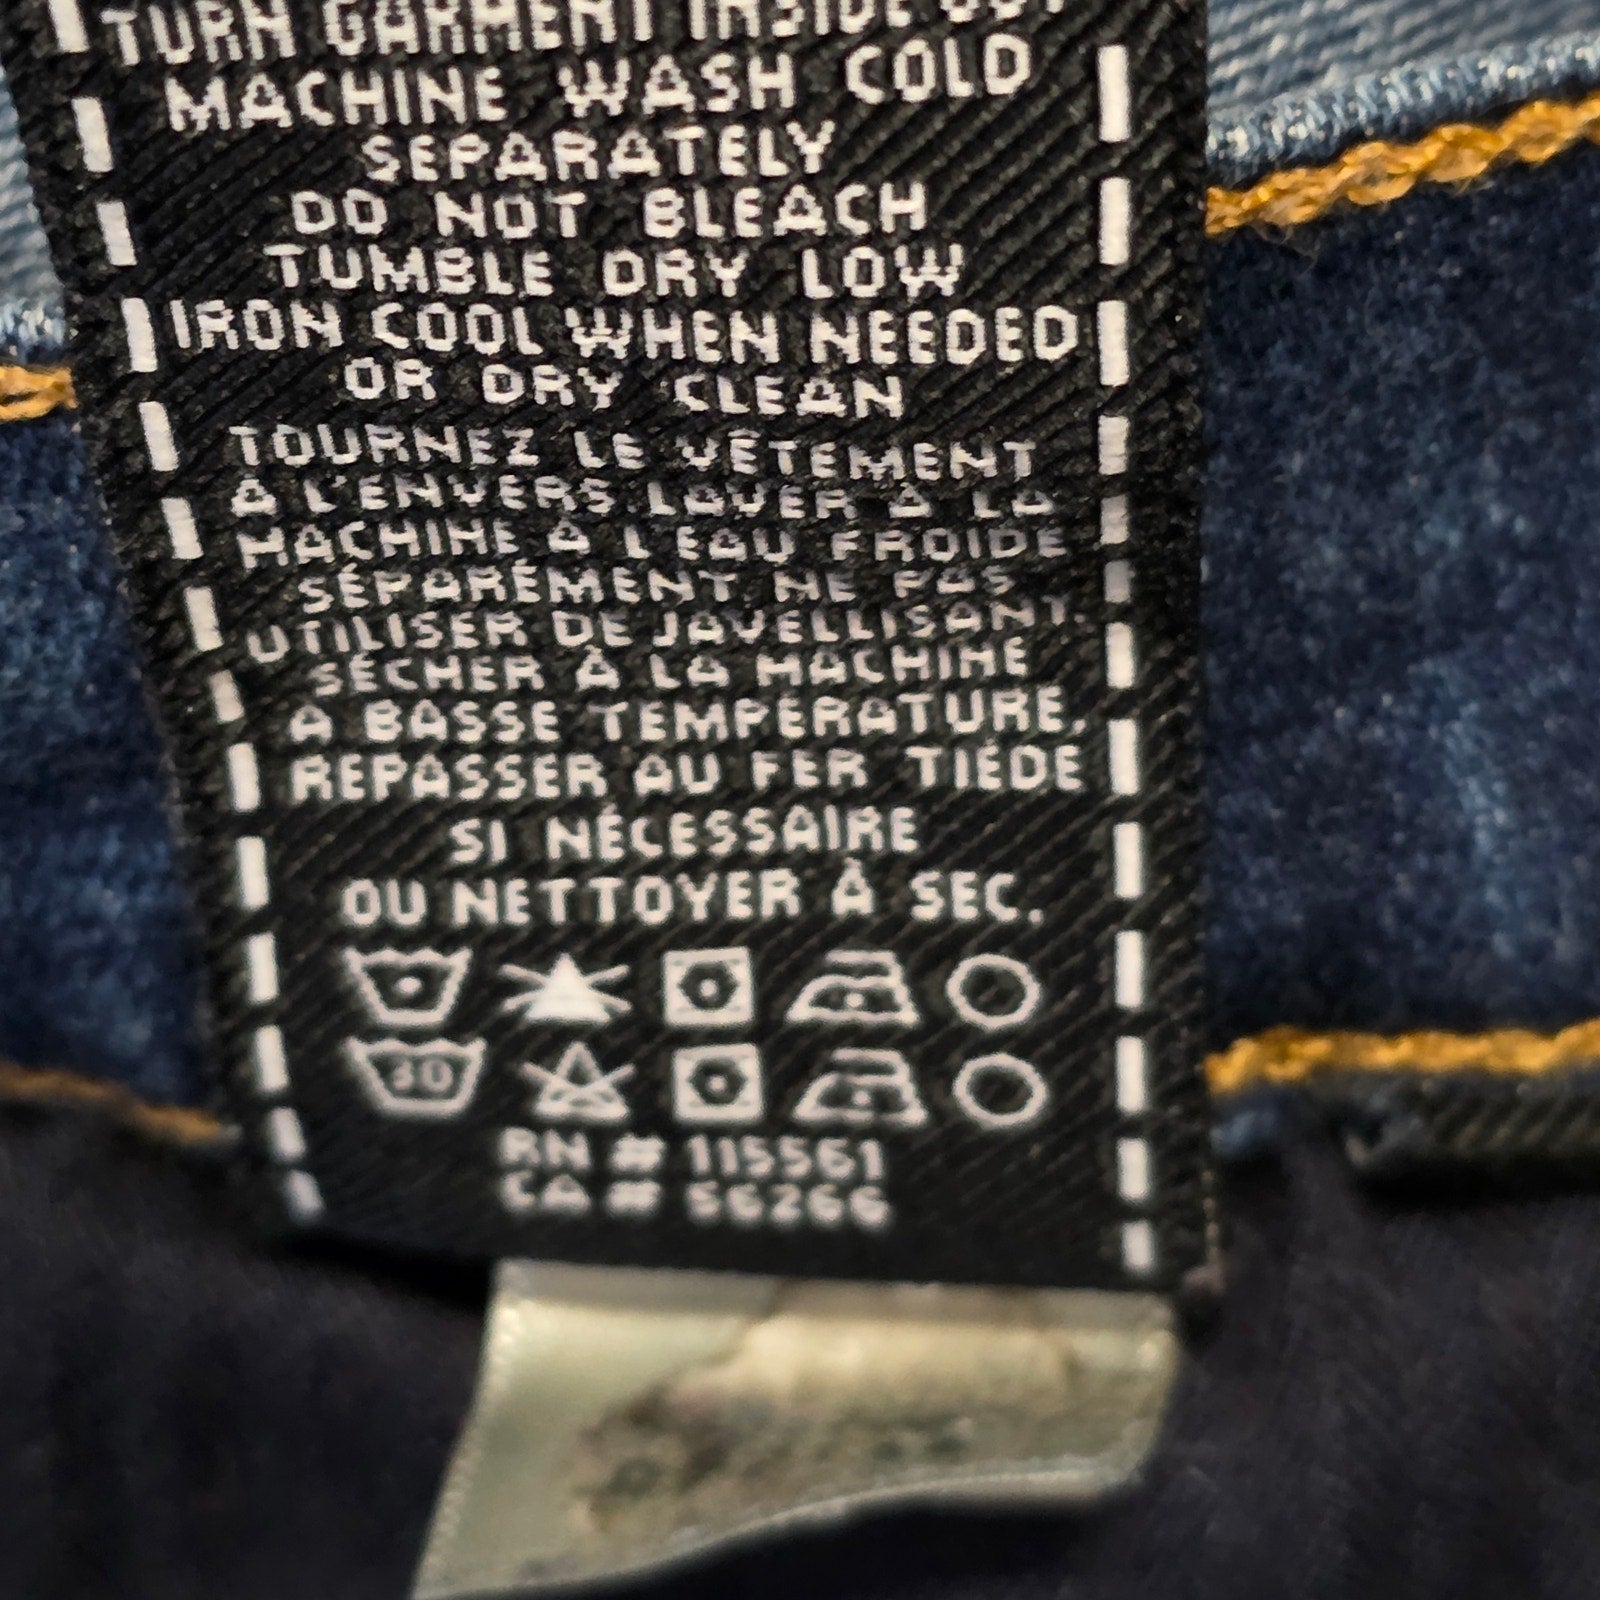 TURN GARMENT INSIDE OUT
MACHINE WASH COLD
SEPARATELY
DO NOT BLEACH
TUMBLE DRY LOW
IRON COOL WHEN NEEDED
OR DRY CLEAN
TOURNEZ LE VÊTEMENT
À L'ENVERS LAVER À LA
MACHINE À L'EAU FROIDE
SÉPARÉMENT NE PAS
UTILISER DE JAVELLISANT.
SÉCHER À LA MACHINE
A BASSE TEMPÉRATURE.
REPASSER AU FER TIÉDE
SI NÉCESSAIRE
OU NETTOYER À SEC.
30
RN # 115561
CA # 56266